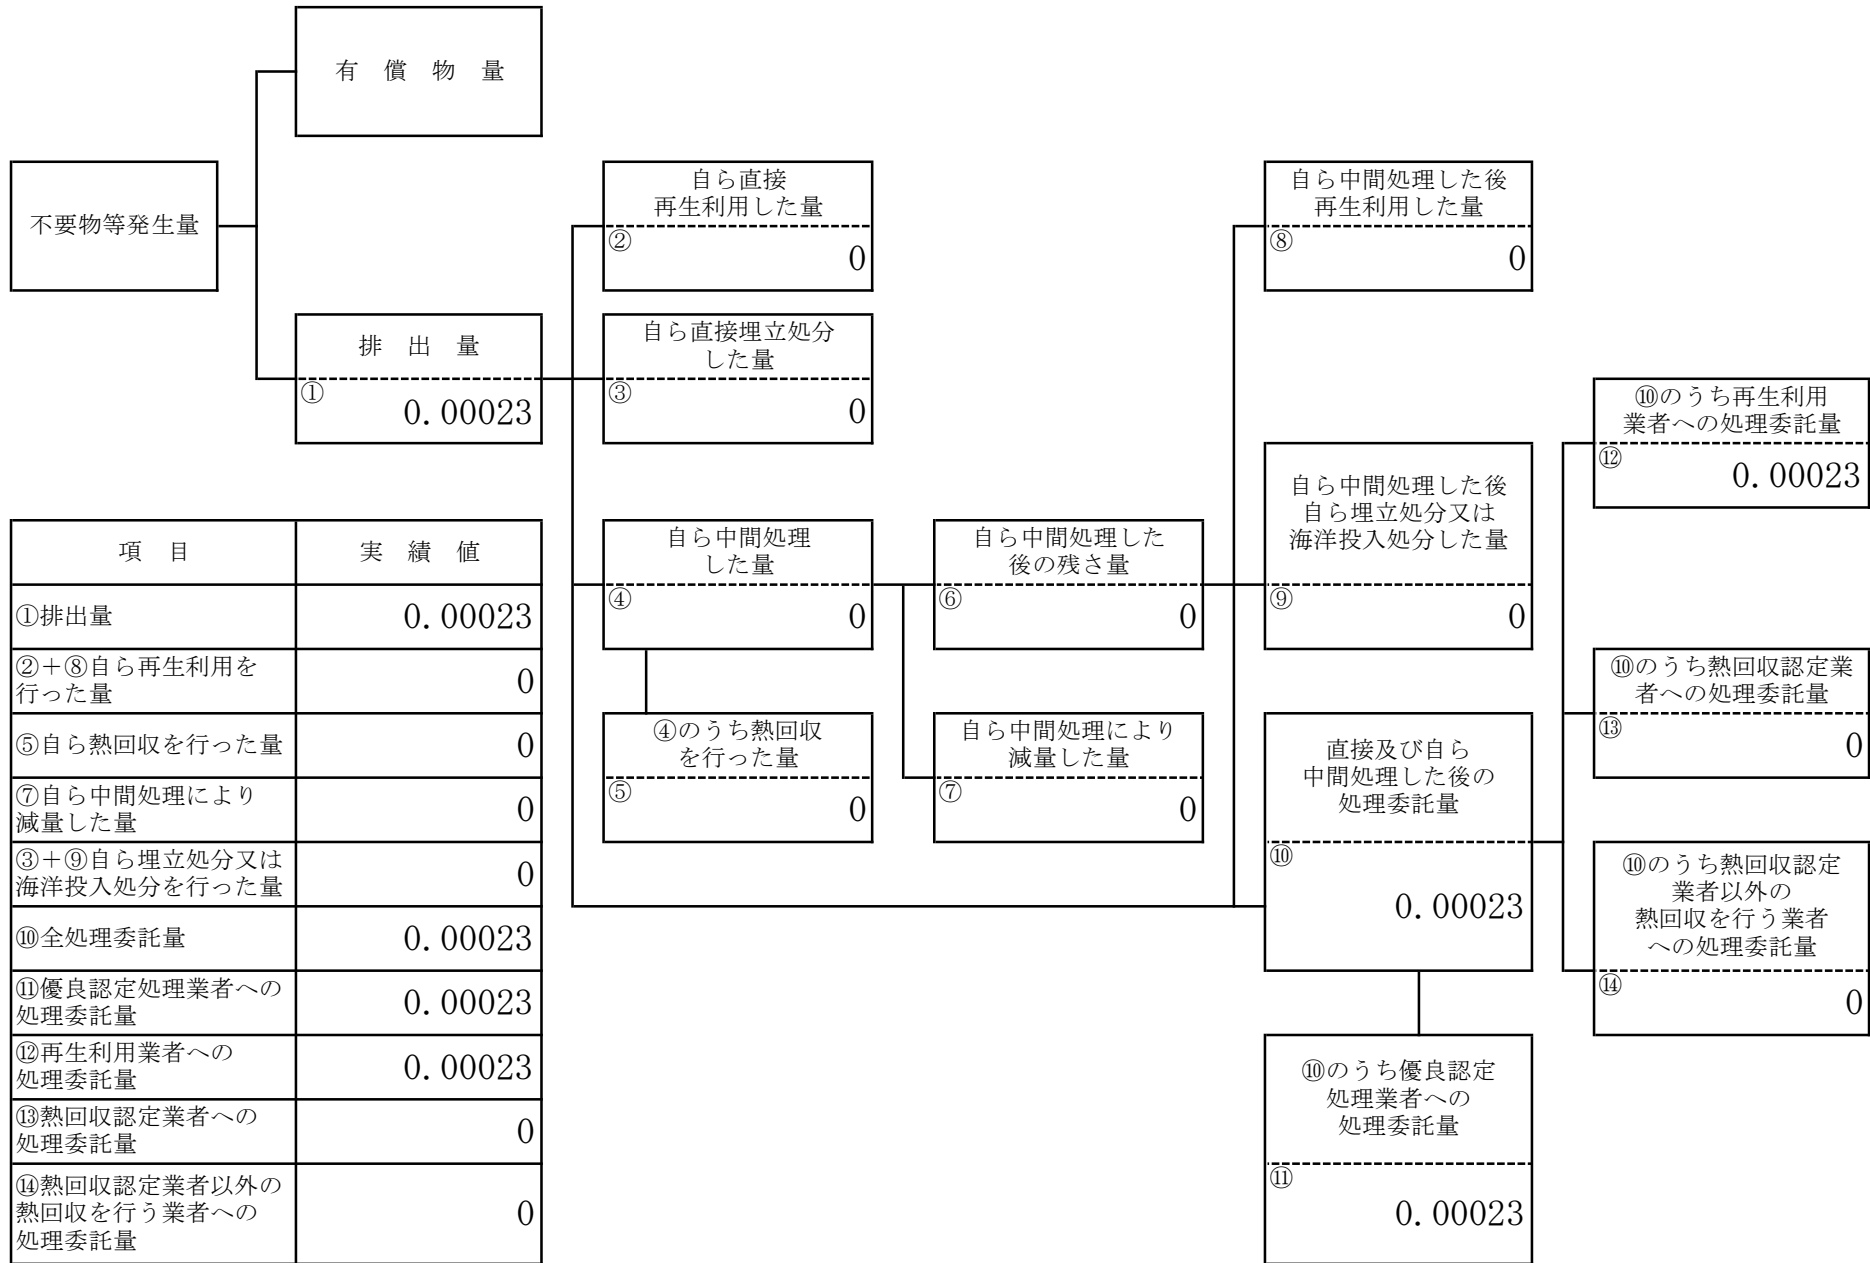 有　償　物　量
不要物等発生量
排　出　量
①
0.00023
自ら直接
再生利用した量
②
0
自ら直接埋立処分
した量
③
0
自ら中間処理
した量
④
0
④のうち熱回収
を行った量
⑤
0
自ら中間処理した
後の残さ量
⑥
0
自ら中間処理により
減量した量
⑦
0
自ら中間処理した後
再生利用した量
⑧
0
自ら中間処理した後
自ら埋立処分又は
海洋投入処分した量
⑨
0
直接及び自ら
中間処理した後の
処理委託量
⑩
0.00023
⑩のうち優良認定
処理業者への
処理委託量
⑪
0.00023
⑩のうち再生利用
業者への処理委託量
⑫
0.00023
⑩のうち熱回収認定業
者への処理委託量
⑬
0
⑩のうち熱回収認定
業者以外の
熱回収を行う業者
への処理委託量
⑭
0
項　目　実　績　値
①排出量 0.00023
②＋⑧自ら再生利用を
行った量 0
⑤自ら熱回収を行った量 0
⑦自ら中間処理により
減量した量 0
③＋⑨自ら埋立処分又は
海洋投入処分を行った量 0
⑩全処理委託量 0.00023
⑪優良認定処理業者への
処理委託量 0.00023
⑫再生利用業者への
処理委託量 0.00023
⑬熱回収認定業者への
処理委託量 0
⑭熱回収認定業者以外の
熱回収を行う業者への
処理委託量 0